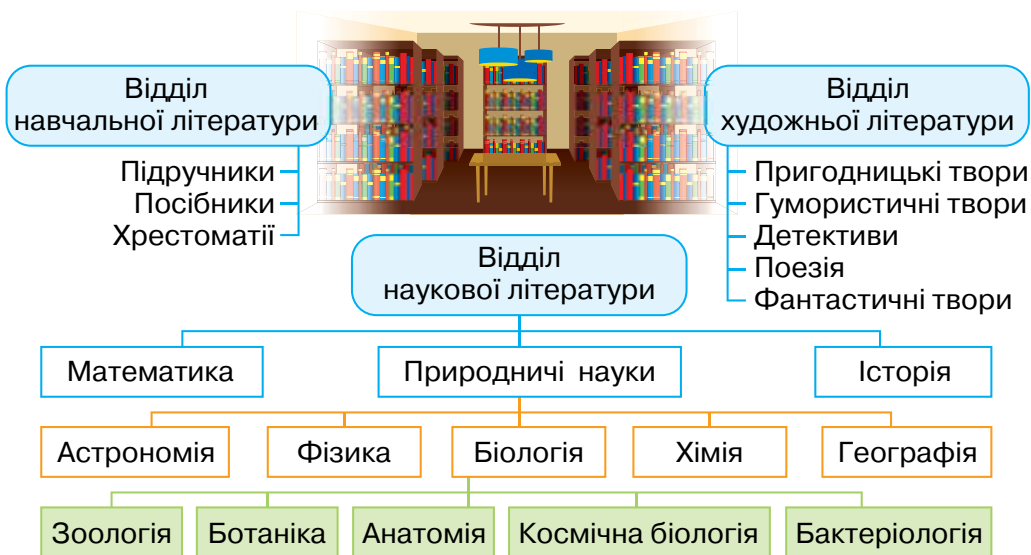 Відділ
навчальної літератури
Підручники
Посібники
Хрестоматії
Відділ
художньої літератури
Пригодницькі твори
Гумористичні твори
Детективи
Поезія
Фантастичні твори
Відділ
наукової літератури
Математика
Природничі науки
Історія
Астрономія
Фізика
Біологія
Хімія
Географія
Зоологія
Ботаніка
Анатомія
Космічна біологія
Бактеріологія